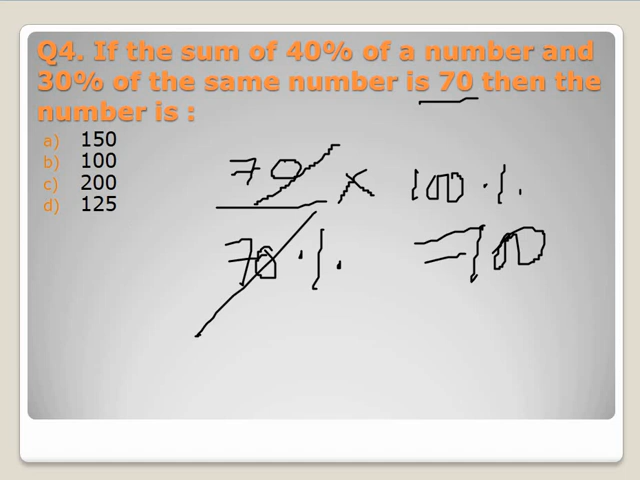 Q4. If the sum of 40% of a number and
30% of the same number is 70 then the
number is :
a) 150
b) 100
c) 200
d) 125
70 × 100%
70% = 100